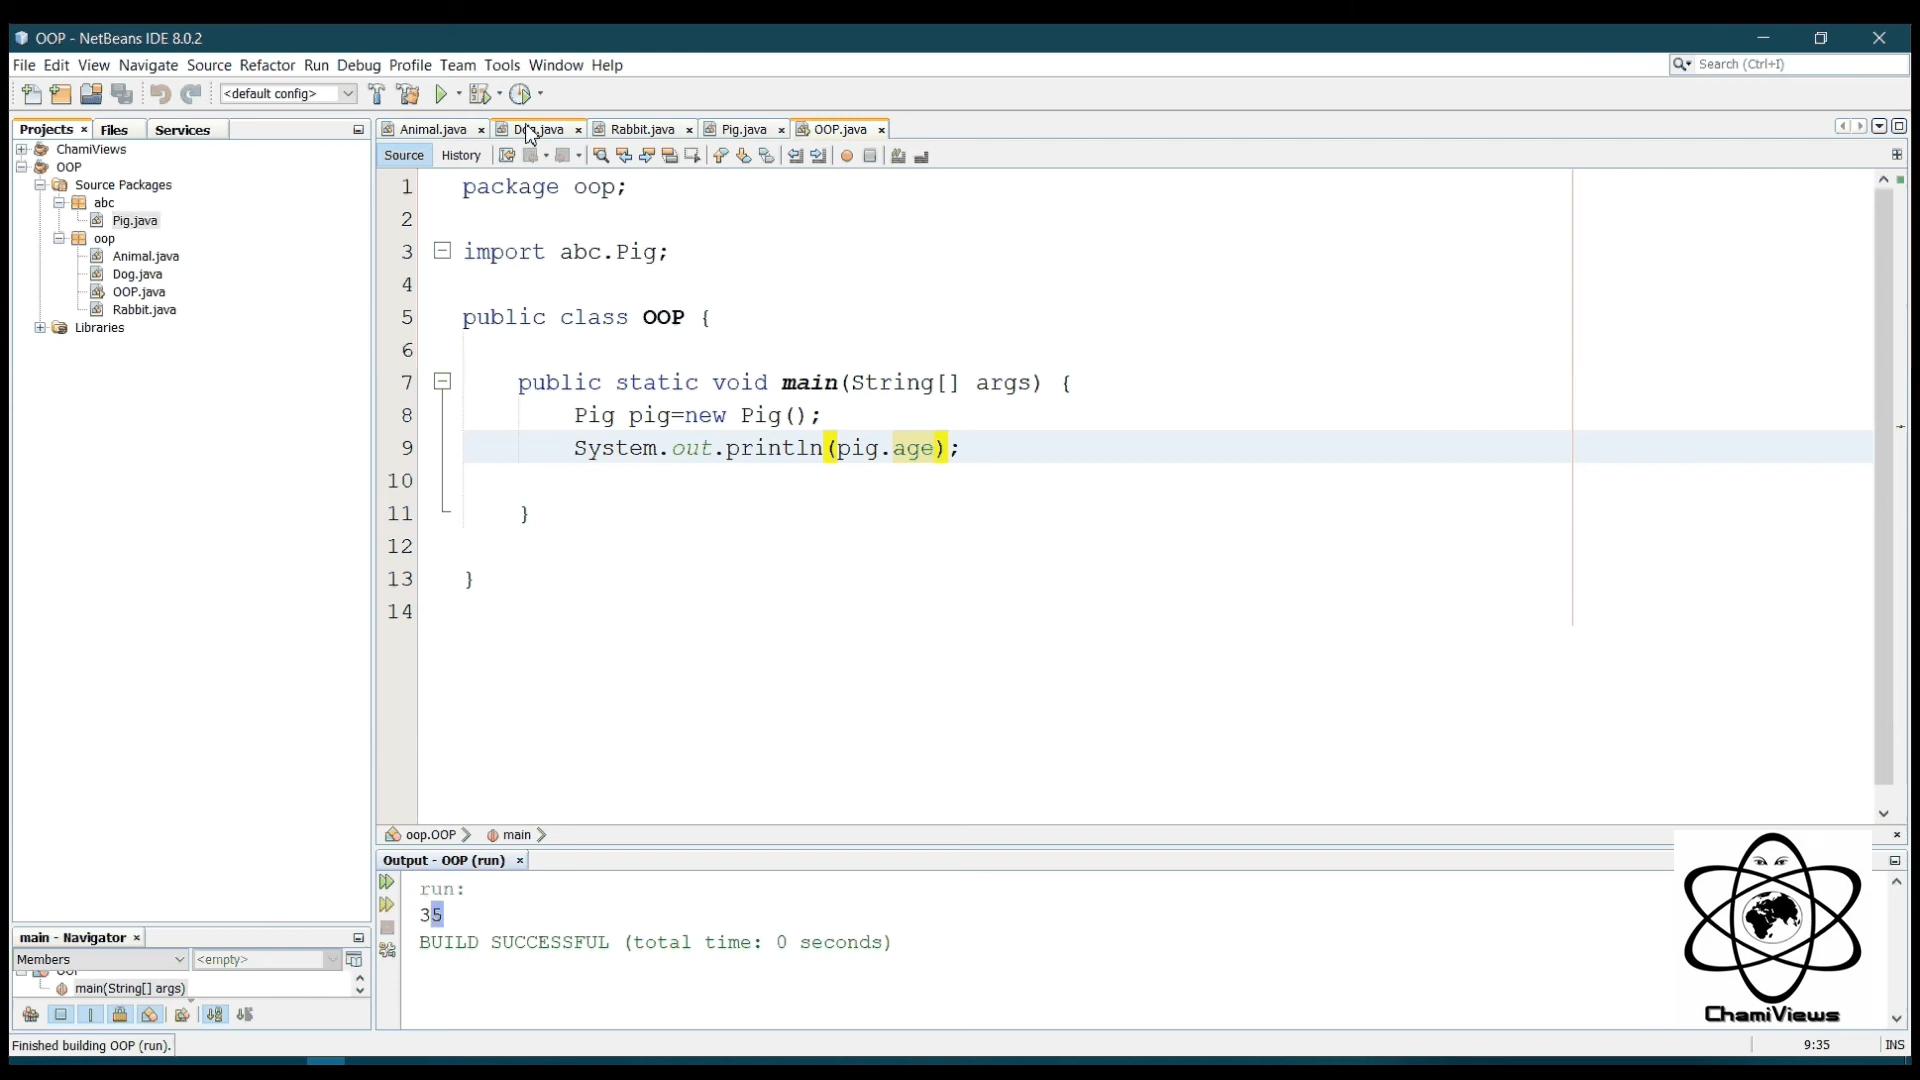 OOP - NetBeans IDE 8.0.2
File Edit View Navigate Source Refactor Run Debug Profile Team Tools Window Help
Search (Ctrl+I)
<default config>
Projects Files Services
Animal.java Dog.java Rabbit.java Pig.java OOP.java
Source History
ChamiViews
OOP
Source Packages
abc
Pig.java
oop
Animal.java
Dog.java
OOP.java
Rabbit.java
Libraries
1 package oop;
2
3 import abc.Pig;
4
5 public class OOP {
6
7 public static void main(String[] args) {
8 Pig pig=new Pig();
9 System.out.println(pig.age);
10
11 }
12
13 }
14
oop.OOP main
Output - OOP (run)
run:
35
BUILD SUCCESSFUL (total time: 0 seconds)
main - Navigator
Members <empty>
OOP
main(String[] args)
Finished building OOP (run).
9:35 INS
ChamiViews